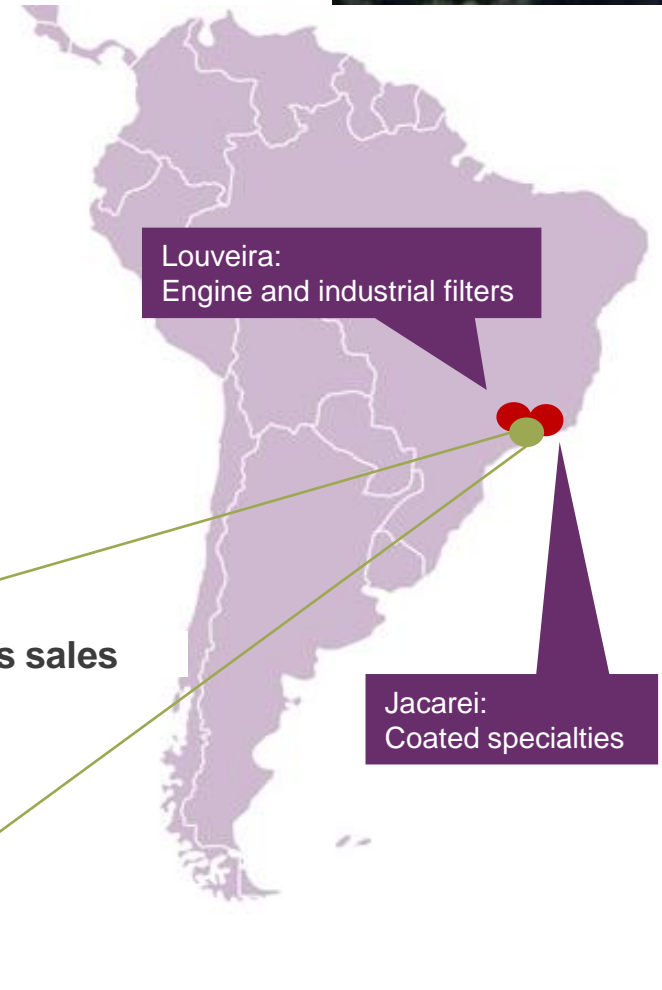 Louveira:
Engine and industrial filters
s sales
Jacarei:
Coated specialties